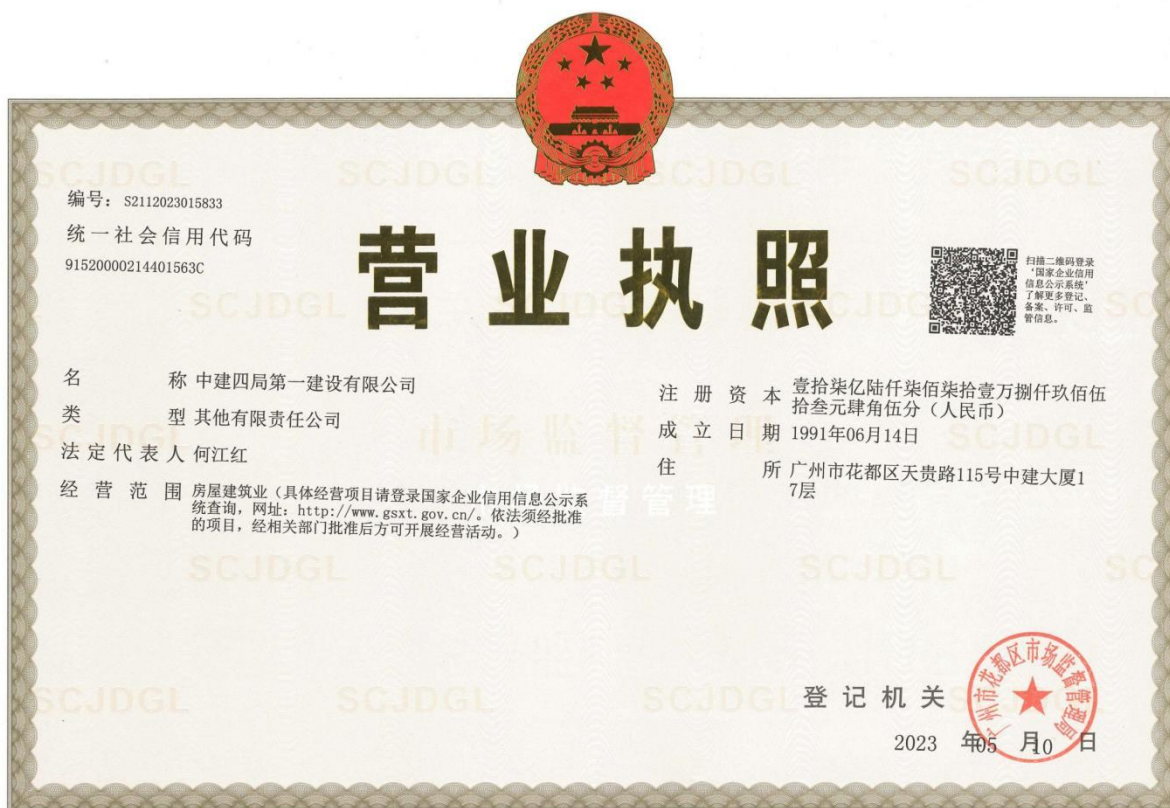 编号: S2112023015833
统一社会信用代码
91520000214401563C
营业执照
扫描二维码登录
‘国家企业信用
信息公示系统’
了解更多登记、
备案、许可、监
管信息。
名称 中建四局第一建设有限公司
类型 其他有限责任公司
法定代表人 何江红
经营范围 房屋建筑业（具体经营项目请登录国家企业信用信息公示系
统查询，网址: http://www.gsxt.gov.cn/。依法须经批准
的项目，经相关部门批准后方可开展经营活动。）
注册资本 壹拾柒亿陆仟柒佰柒拾壹万捌仟玖佰伍
拾叁元肆角伍分（人民币）
成立日期 1991年06月14日
住所 广州市花都区天贵路115号中建大厦1
7层
市场监督管理
督管理
SCJDGL
SCJDGL
SCJDGL
SCJDGL
SCJDGL
SCJDGL
SCJDGL
SCJDGL
SCJDGL
SCJDGL
SCJDGL
SCJDGL
SCJDGL
SCJDGL
登记机关
广州市花都区市场监督管理局
2023 年05 月10 日